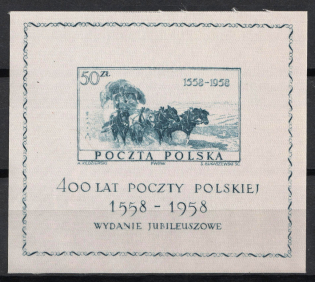 50 ZŁ
1558-1958
POCZTA POLSKA
400 LAT POCZTY POLSKIEJ
1558 - 1958
WYDANIE JUBILEUSZOWE